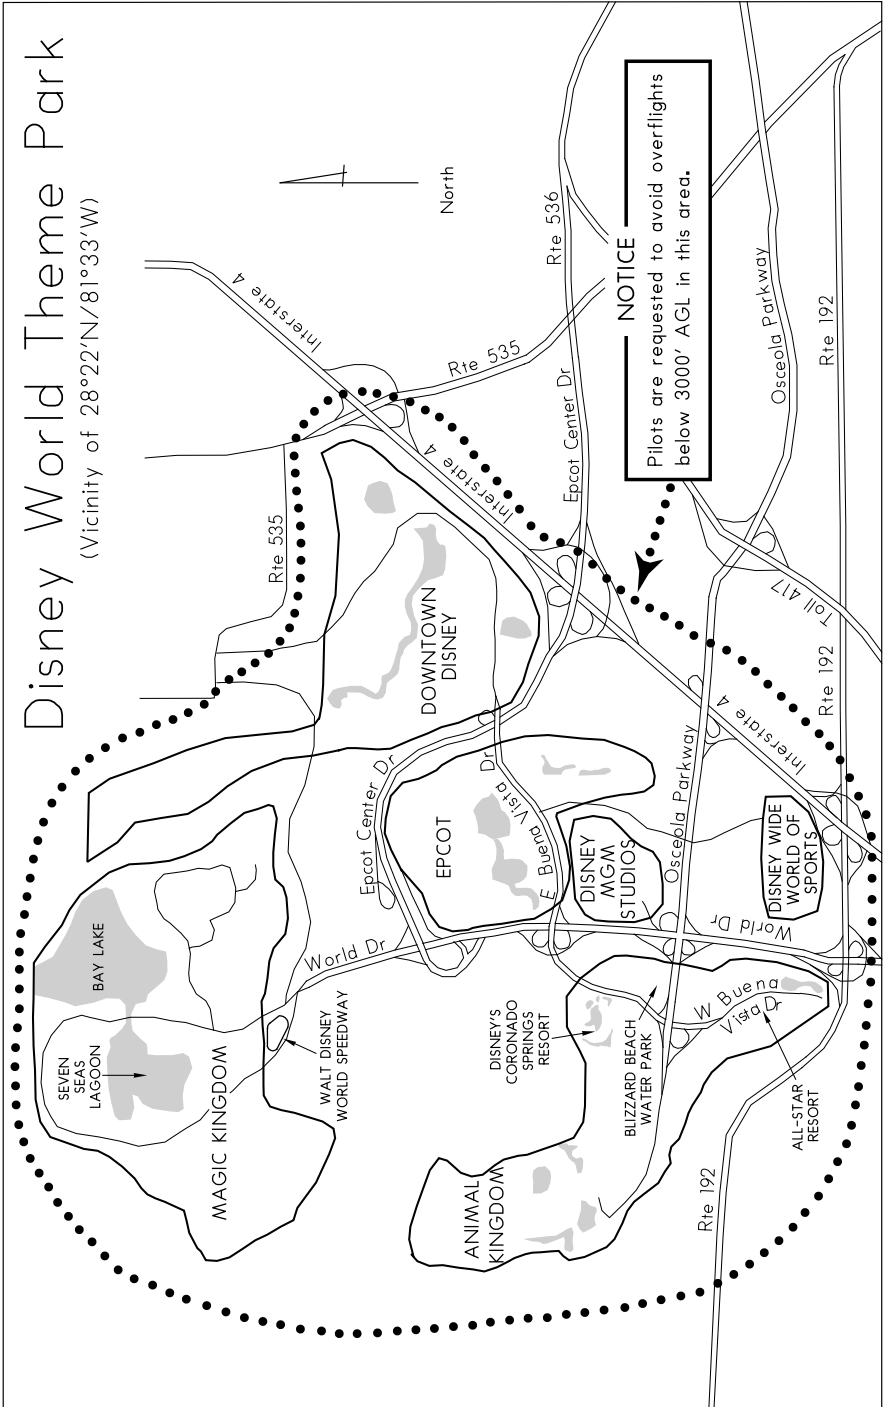 Disney World Theme Park
(Vicinity of 28°22'N/81°33'W)
North
BAY LAKE
SEVEN
SEAS
LAGOON
MAGIC KINGDOM
WALT DISNEY
WORLD SPEEDWAY
World Dr
Rte 535
Interstate 4
Rte 535
Interstate 4
DOWNTOWN
DISNEY
Epcot Center Dr
EPCOT
E Buena Vista Dr
Epcot Center Dr
Rte 536
NOTICE
Pilots are requested to avoid overflights
below 3000' AGL in this area.
ANIMAL
KINGDOM
DISNEY'S
CORONADO
SPRINGS
RESORT
DISNEY
MGM
STUDIOS
BLIZZARD BEACH
WATER PARK
Osceola Parkway
Interstate 4
Osceola Parkway
World Dr
W Buena
Vista Dr
DISNEY WIDE
WORLD OF
SPORTS
ALL-STAR
RESORT
Rte 192
Rte 192
Toll 417
Rte 192